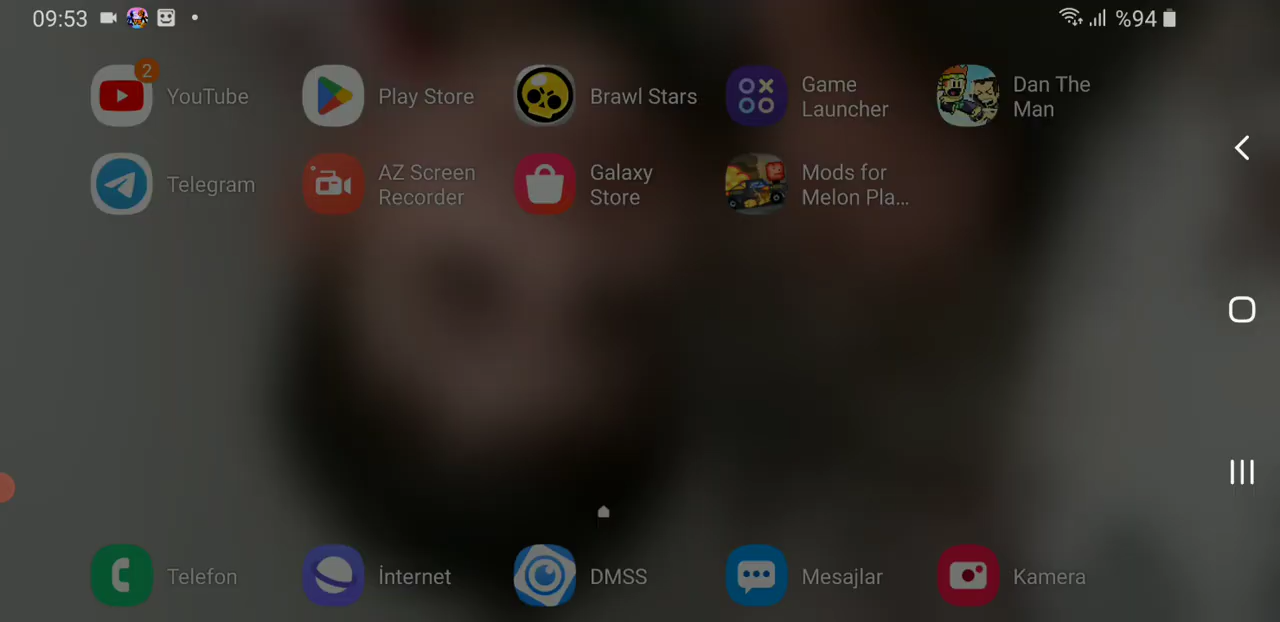 09:53
%94
2
YouTube
Play Store
Brawl Stars
Game
Launcher
Dan The
Man
Telegram
AZ Screen
Recorder
Galaxy
Store
Mods for
Melon Pla...
Telefon
İnternet
DMSS
Mesajlar
Kamera